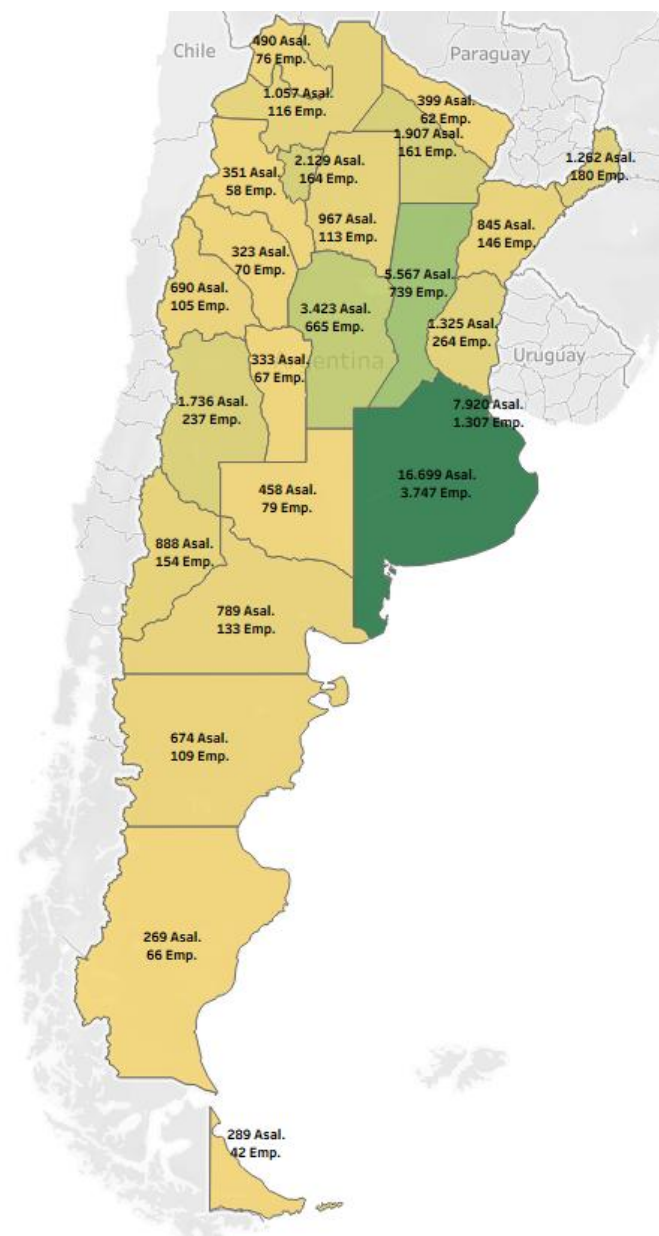 Chile
Paraguay
490 Asal.
76 Emp.
1.057 Asal.
116 Emp.
399 Asal.
62 Emp.
1.907 Asal.
161 Emp.
1.262 Asal.
180 Emp.
351 Asal.
58 Emp.
2.129 Asal.
164 Emp.
967 Asal.
113 Emp.
845 Asal.
146 Emp.
323 Asal.
70 Emp.
5.567 Asal.
739 Emp.
690 Asal.
105 Emp.
3.423 Asal.
665 Emp.
1.325 Asal.
264 Emp.
333 Asal.
67 Emp.
entina
Uruguay
1.736 Asal.
237 Emp.
7.920 Asal.
1.307 Emp.
16.699 Asal.
3.747 Emp.
458 Asal.
79 Emp.
888 Asal.
154 Emp.
789 Asal.
133 Emp.
674 Asal.
109 Emp.
269 Asal.
66 Emp.
289 Asal.
42 Emp.